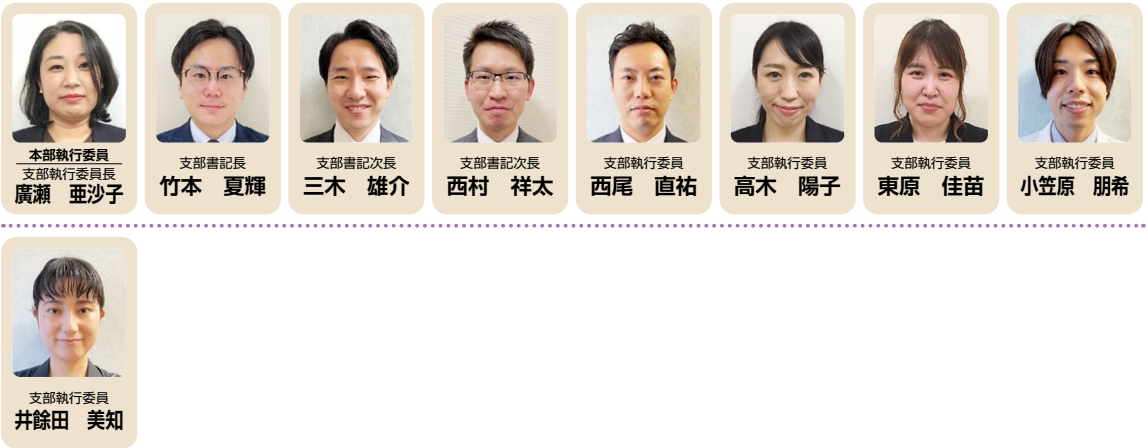 本部執行委員
支部執行委員長
廣瀬　亜沙子
支部書記長
竹本　夏輝
支部書記次長
三木　雄介
支部書記次長
西村　祥太
支部執行委員
西尾　直祐
支部執行委員
高木　陽子
支部執行委員
東原　佳苗
支部執行委員
小笠原　朋希
支部執行委員
井餘田　美知